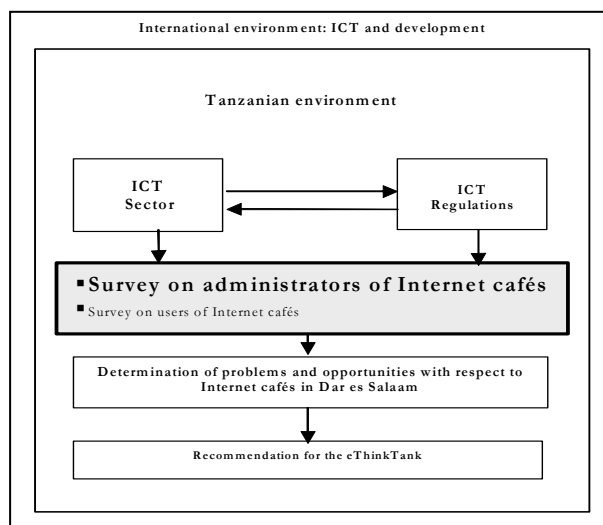 International environment: ICT and development
Tanzanian environment
ICT
Sector
ICT
Regulations
▪ Survey on administrators of Internet cafés
▪ Survey on users of Internet cafés
Determination of problems and opportunities with respect to
Internet cafés in Dar es Salaam
Recommendation for the eThinkTank